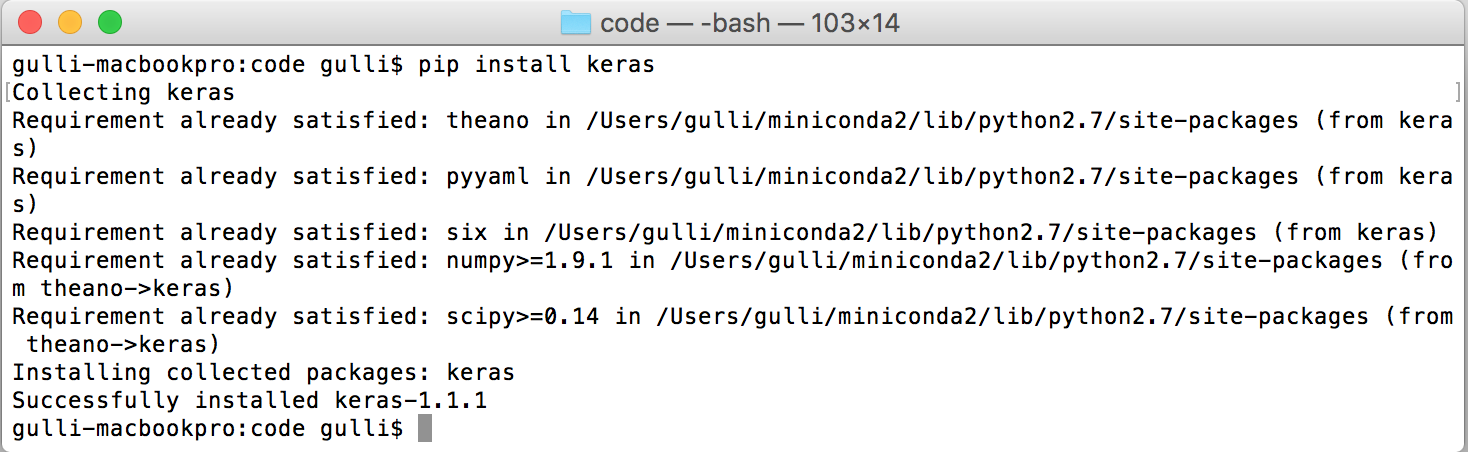 code — -bash — 103×14
gulli-macbookpro:code gulli$ pip install keras
[Collecting keras ]
Requirement already satisfied: theano in /Users/gulli/miniconda2/lib/python2.7/site-packages (from kera
s)
Requirement already satisfied: pyyaml in /Users/gulli/miniconda2/lib/python2.7/site-packages (from kera
s)
Requirement already satisfied: six in /Users/gulli/miniconda2/lib/python2.7/site-packages (from keras)
Requirement already satisfied: numpy>=1.9.1 in /Users/gulli/miniconda2/lib/python2.7/site-packages (fro
m theano->keras)
Requirement already satisfied: scipy>=0.14 in /Users/gulli/miniconda2/lib/python2.7/site-packages (from
 theano->keras)
Installing collected packages: keras
Successfully installed keras-1.1.1
gulli-macbookpro:code gulli$